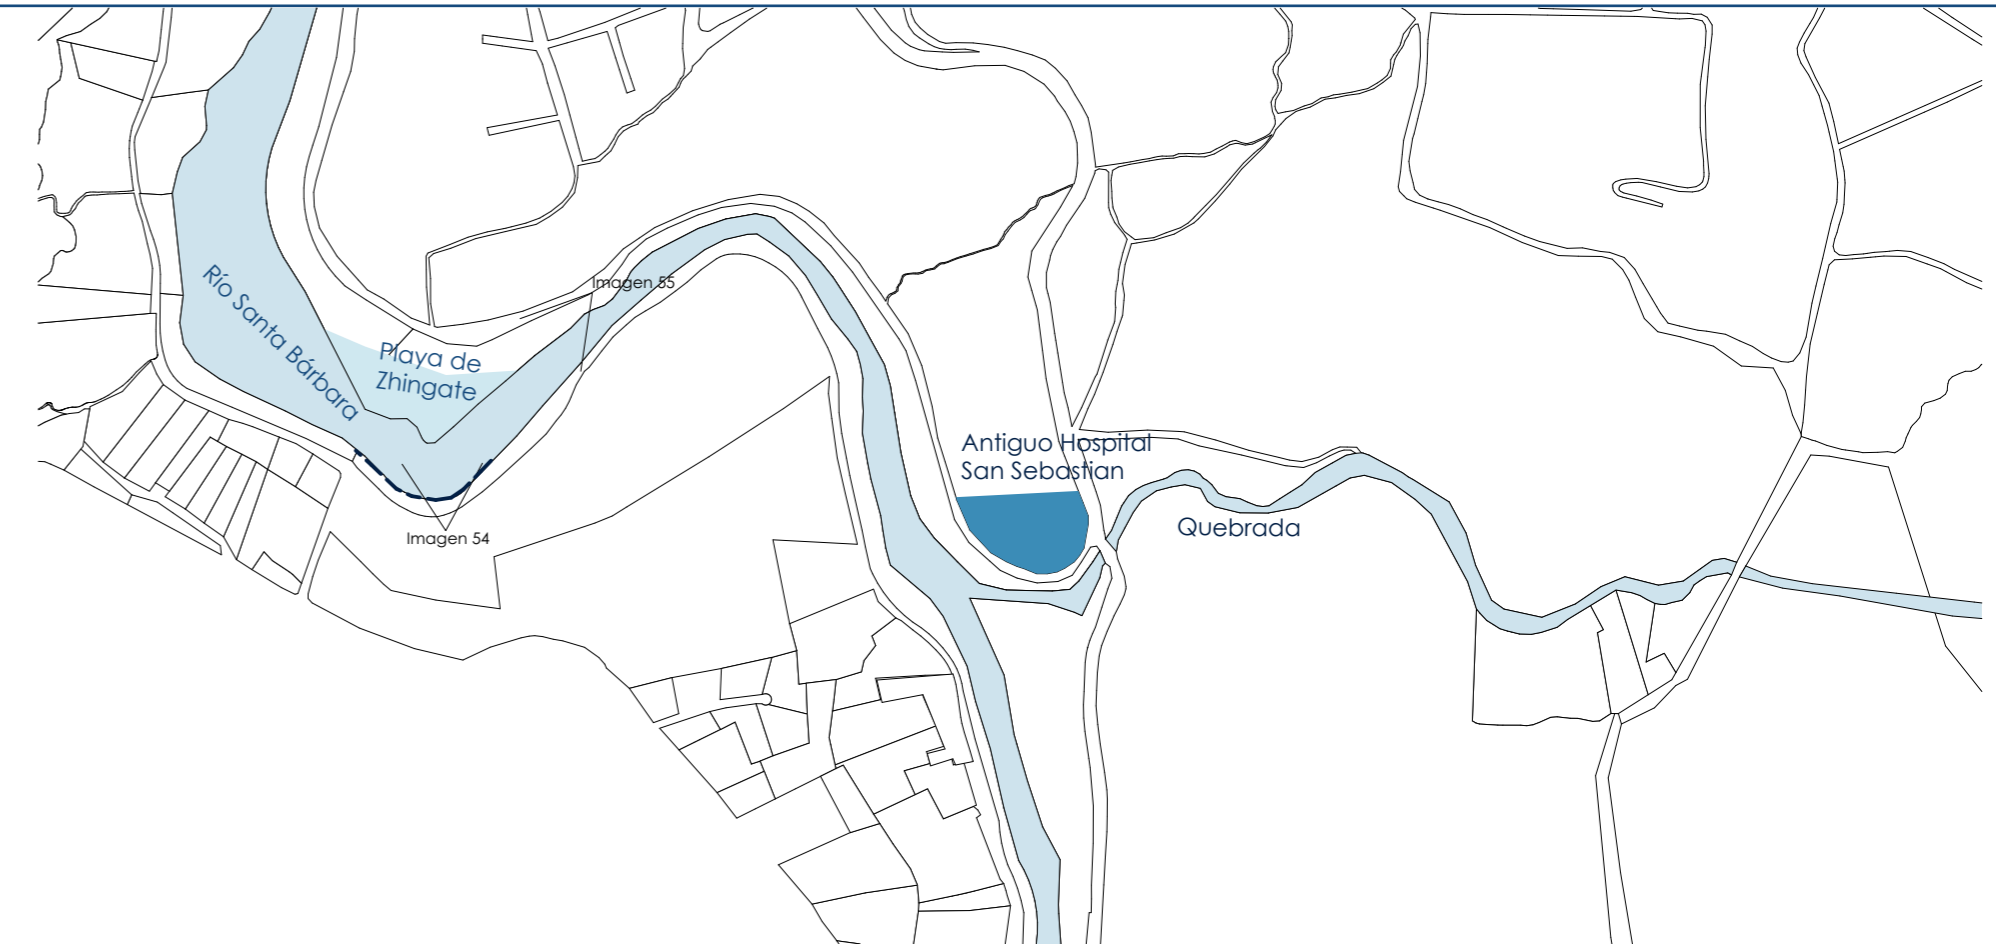 Imagen 55
Río Santa Bárbara
Playa de
Zhingate
Antiguo Hospital
San Sebastian
Quebrada
Imagen 54